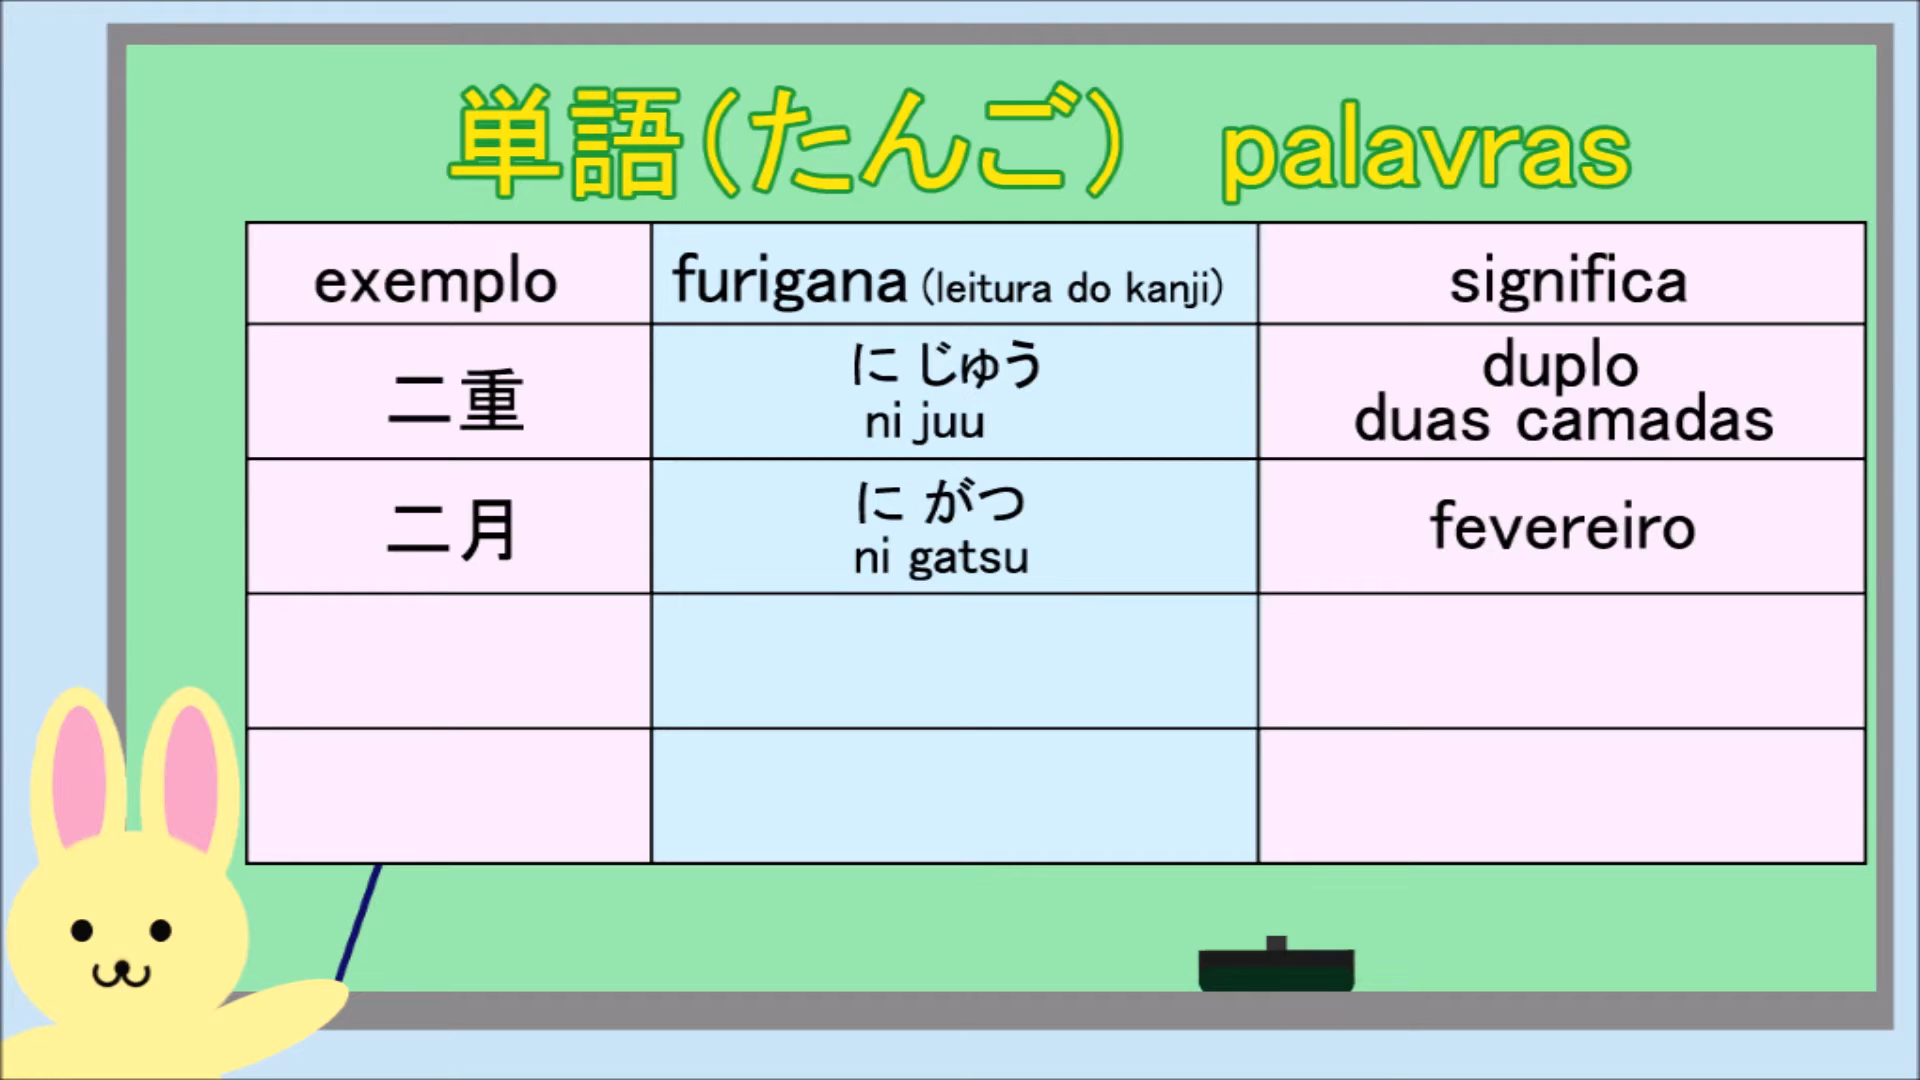 単語（たんご） palavras
exemplo furigana (leitura do kanji) significa
二重 に じゅう duplo
ni juu duas camadas
二月 に がつ fevereiro
ni gatsu